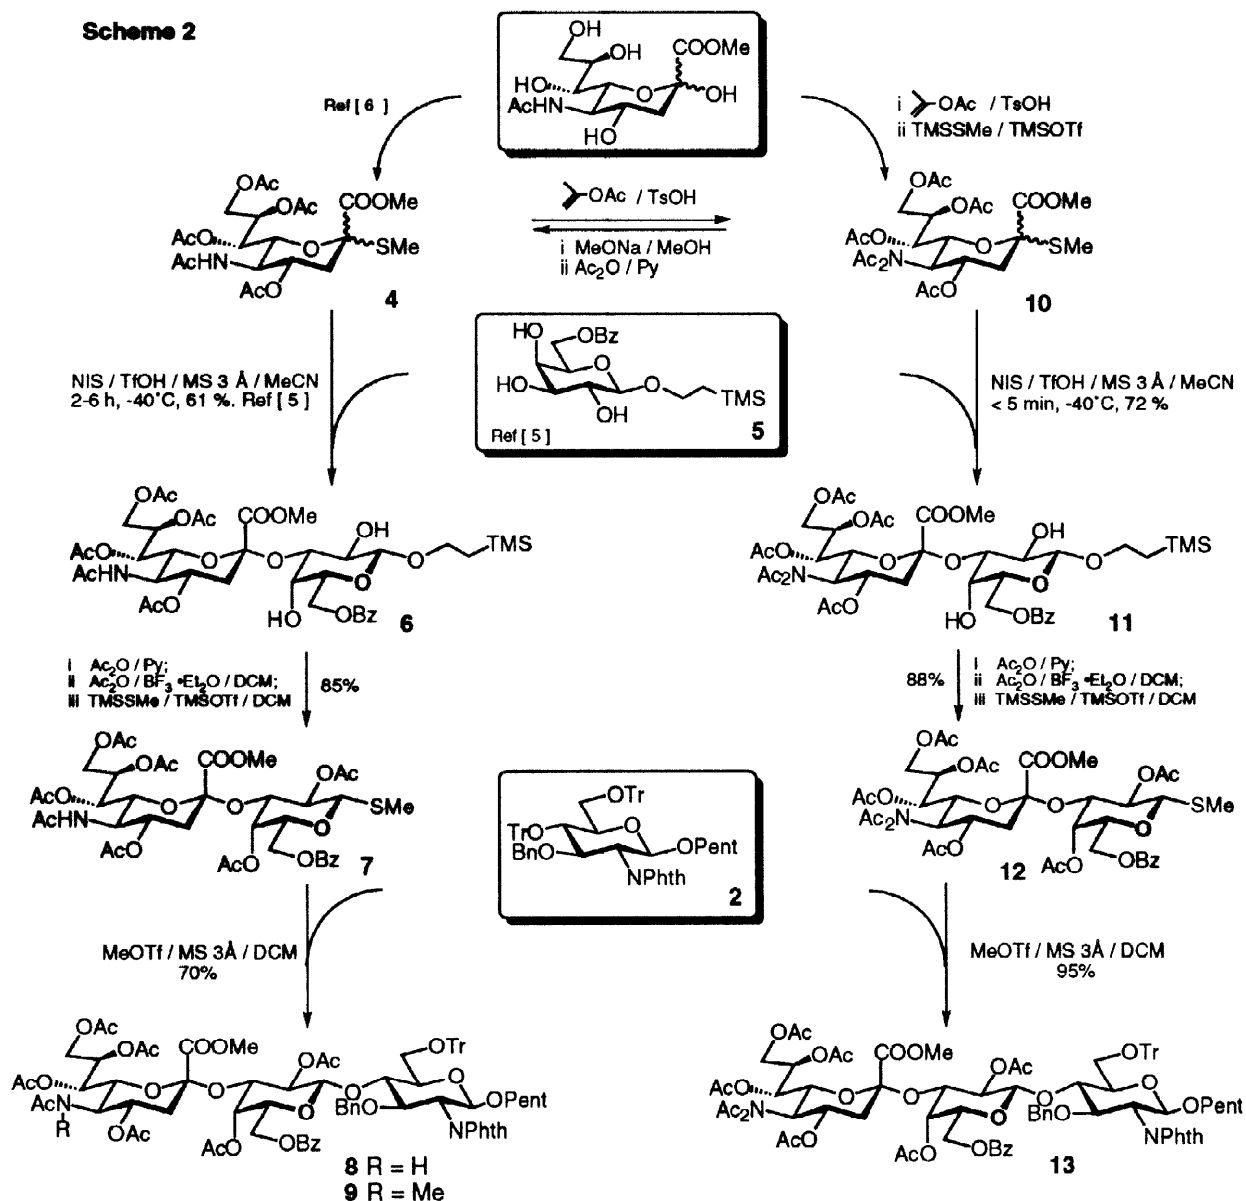 Scheme 2
OH
HO
OH
COOMe
HO
O
AcHN
OH
HO
Ref [ 6 ]
i OAc / TsOH
ii TMSSMe / TMSOTf
OAc
OAc
COOMe
AcO
O
SMe
AcHN
AcO
4
OAc / TsOH
i MeONa / MeOH
ii Ac2O / Py
OAc
OAc
COOMe
AcO
O
SMe
Ac2N
AcO
10
NIS / TfOH / MS 3 Å / MeCN
2-6 h, -40°C, 61 %. Ref [ 5 ]
HO
OBz
O
HO
O
TMS
OH
Ref [ 5 ]
5
NIS / TfOH / MS 3 Å / MeCN
< 5 min, -40°C, 72 %
OAc
OAc
COOMe
OH
AcO
O
O
O
TMS
AcHN
O
AcO
HO
OBz
6
OAc
OAc
COOMe
OH
AcO
O
O
O
TMS
Ac2N
O
AcO
HO
OBz
11
i Ac2O / Py;
ii Ac2O / BF3 •Et2O / DCM;
iii TMSSMe / TMSOTf / DCM
85%
88%
i Ac2O / Py;
ii Ac2O / BF3 •Et2O / DCM;
iii TMSSMe / TMSOTf / DCM
OAc
OAc
COOMe
OAc
AcO
O
O
SMe
AcHN
O
AcO
AcO
OBz
7
OTr
TrO
O
BnO
OPent
NPhth
2
OAc
OAc
COOMe
OAc
AcO
O
O
SMe
Ac2N
O
AcO
AcO
OBz
12
MeOTf / MS 3Å / DCM
70%
MeOTf / MS 3Å / DCM
95%
OAc
OAc
COOMe
OAc
OTr
AcO
O
O
O
O
AcN
R
O
BnO
OPent
AcO
NPhth
AcO
OBz
8 R = H
9 R = Me
OAc
OAc
COOMe
OAc
OTr
AcO
O
O
O
O
Ac2N
O
BnO
OPent
AcO
NPhth
AcO
OBz
13